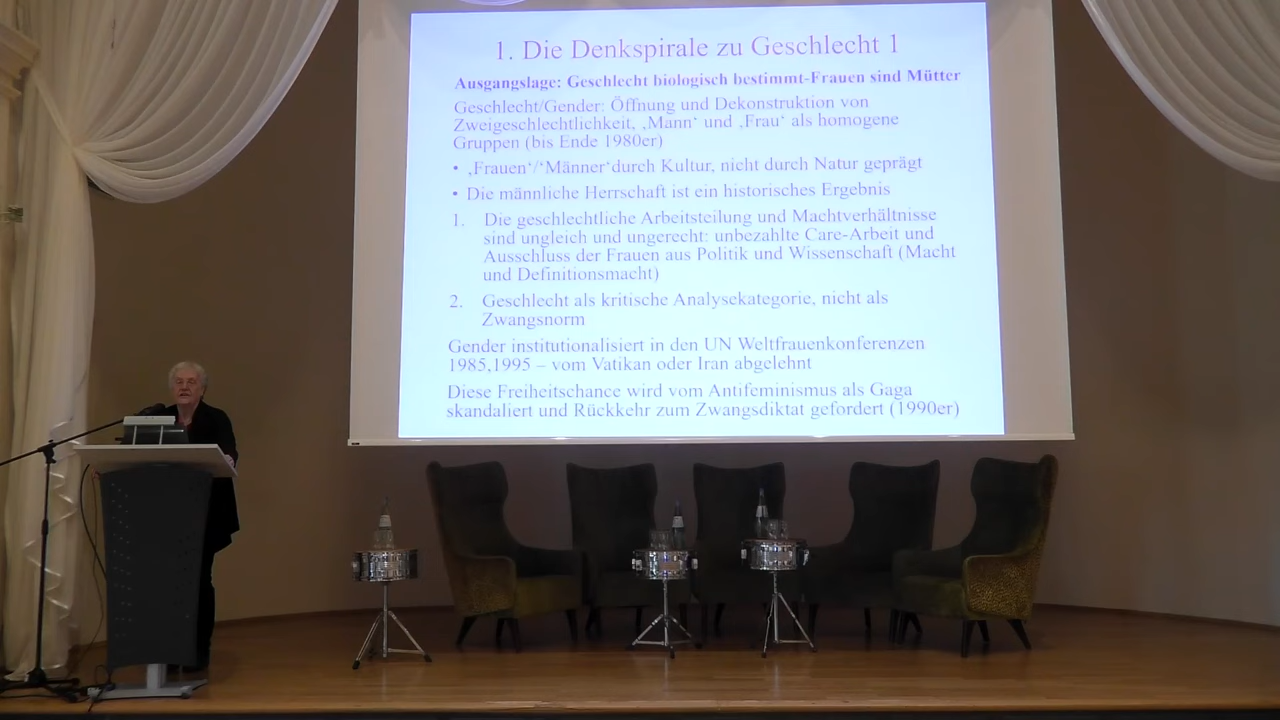 1. Die Denkspirale zu Geschlecht 1
Ausgangslage: Geschlecht biologisch bestimmt-Frauen sind Mütter
Geschlecht/Gender: Öffnung und Dekonstruktion von
Zweigeschlechtlichkeit, ‚Mann‘ und ‚Frau‘ als homogene
Gruppen (bis Ende 1980er)
• ‚Frauen‘/‘Männer‘durch Kultur, nicht durch Natur geprägt
• Die männliche Herrschaft ist ein historisches Ergebnis
1. Die geschlechtliche Arbeitsteilung und Machtverhältnisse
sind ungleich und ungerecht: unbezahlte Care-Arbeit und
Ausschluss der Frauen aus Politik und Wissenschaft (Macht
und Definitionsmacht)
2. Geschlecht als kritische Analysekategorie, nicht als
Zwangsnorm
Gender institutionalisiert in den UN Weltfrauenkonferenzen
1985,1995 – vom Vatikan oder Iran abgelehnt
Diese Freiheitschance wird vom Antifeminismus als Gaga
skandaliert und Rückkehr zum Zwangsdiktat gefordert (1990er)